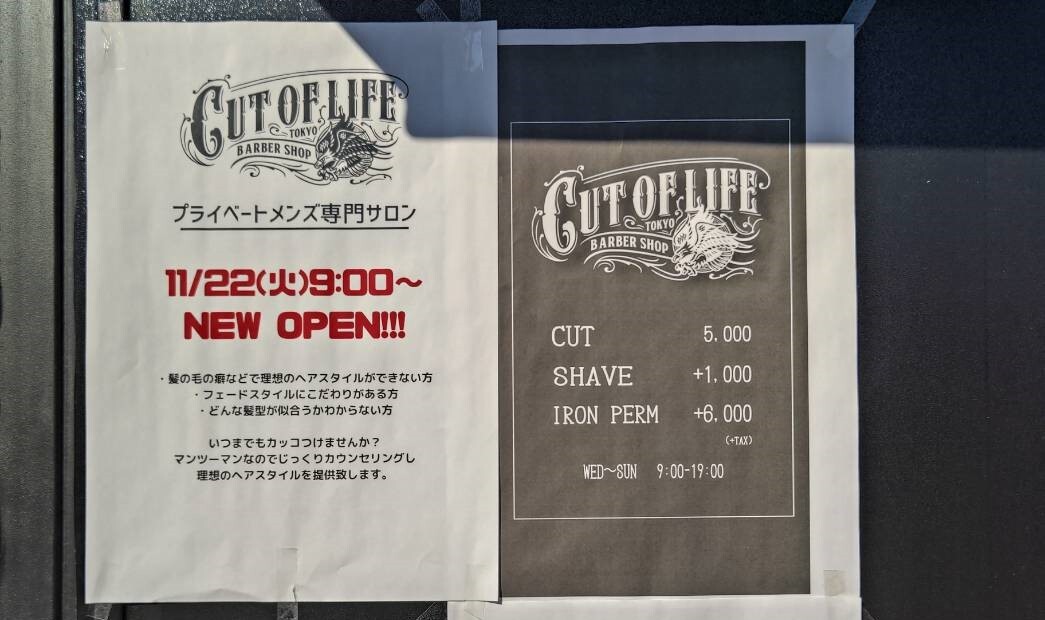 CUT OF LIFE
TOKYO
BARBER SHOP
プライベートメンズ専門サロン
11/22(火)9:00〜
NEW OPEN!!!
・髪の毛の癖などで理想のヘアスタイルができない方
・フェードスタイルにこだわりがある方
・どんな髪型が似合うかわからない方
いつまでもカッコつけませんか？
マンツーマンなのでじっくりカウンセリングし
理想のヘアスタイルを提供致します。
CUT OF LIFE
TOKYO
BARBER SHOP
CUT 5,000
SHAVE +1,000
IRON PERM +6,000
(+TAX)
WED〜SUN 9:00-19:00